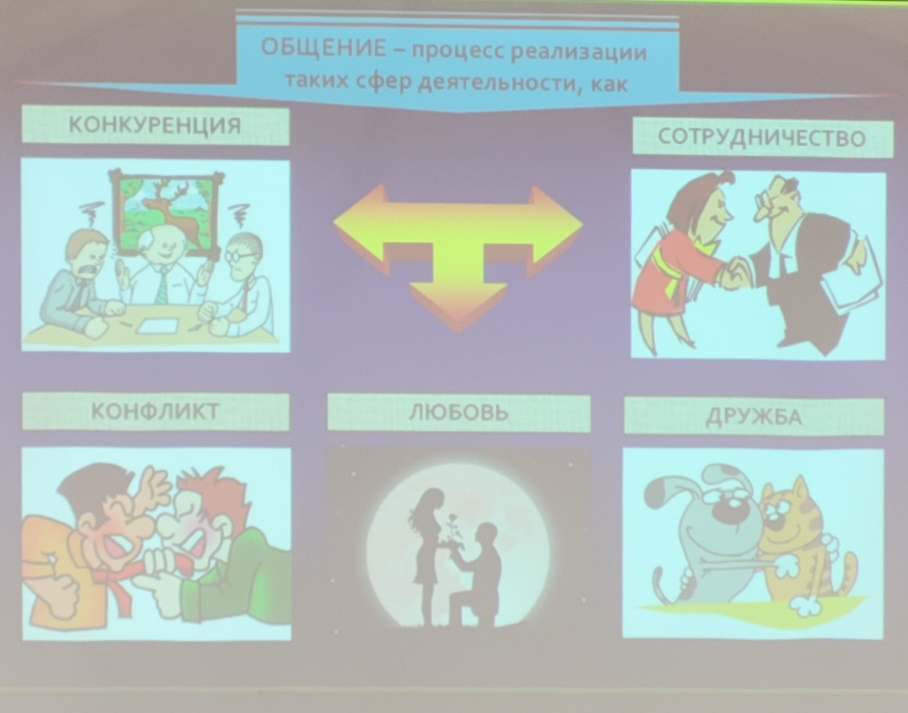 ОБЩЕНИЕ – процесс реализации
таких сфер деятельности, как
КОНКУРЕНЦИЯ
СОТРУДНИЧЕСТВО
КОНФЛИКТ
ЛЮБОВЬ
ДРУЖБА